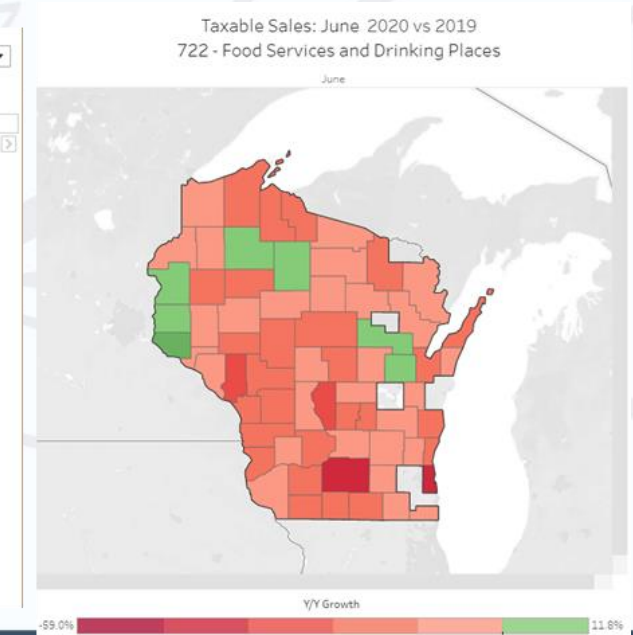 Taxable Sales: June 2020 vs 2019
722 - Food Services and Drinking Places
June
Y/Y Growth
-59.0%
11.8%